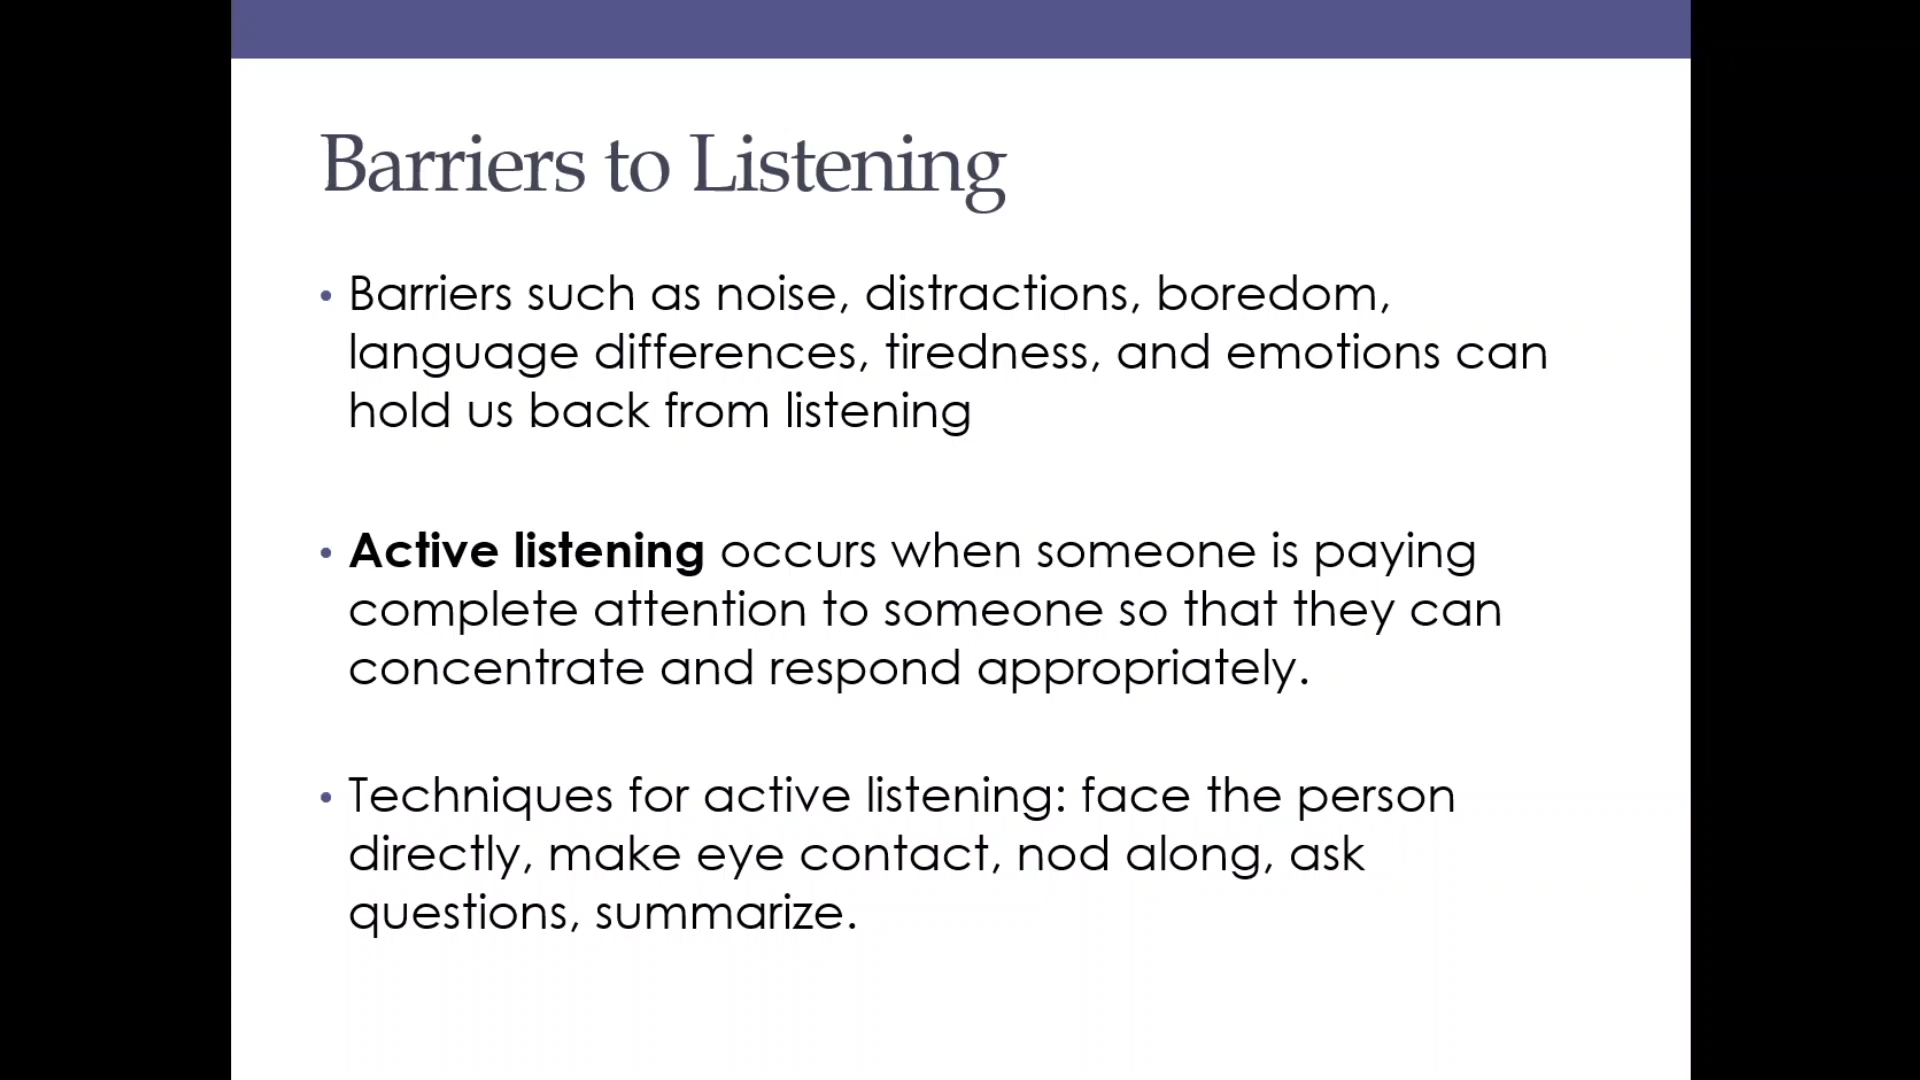 Barriers to Listening
• Barriers such as noise, distractions, boredom,
language differences, tiredness, and emotions can
hold us back from listening
• Active listening occurs when someone is paying
complete attention to someone so that they can
concentrate and respond appropriately.
• Techniques for active listening: face the person
directly, make eye contact, nod along, ask
questions, summarize.